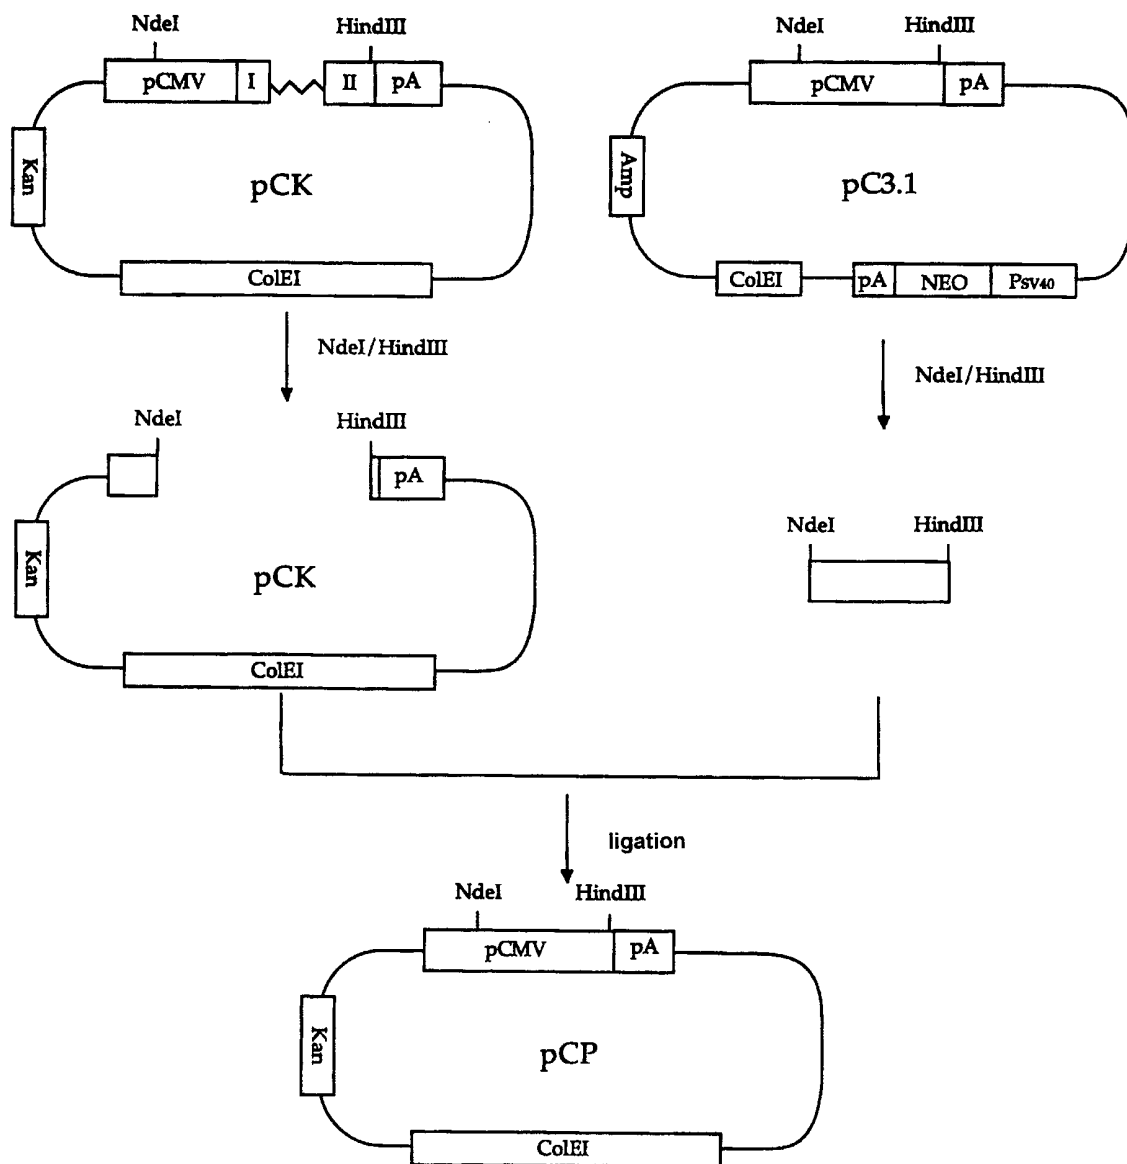 NdeI HindIII
pCMV I II pA
Kan
pCK
ColEI
NdeI/HindIII
NdeI HindIII
pCMV pA
Amp
pC3.1
ColEI pA NEO PSV40
NdeI/HindIII
NdeI HindIII
pA
Kan
pCK
ColEI
NdeI HindIII
ligation
NdeI HindIII
pCMV pA
Kan
pCP
ColEI